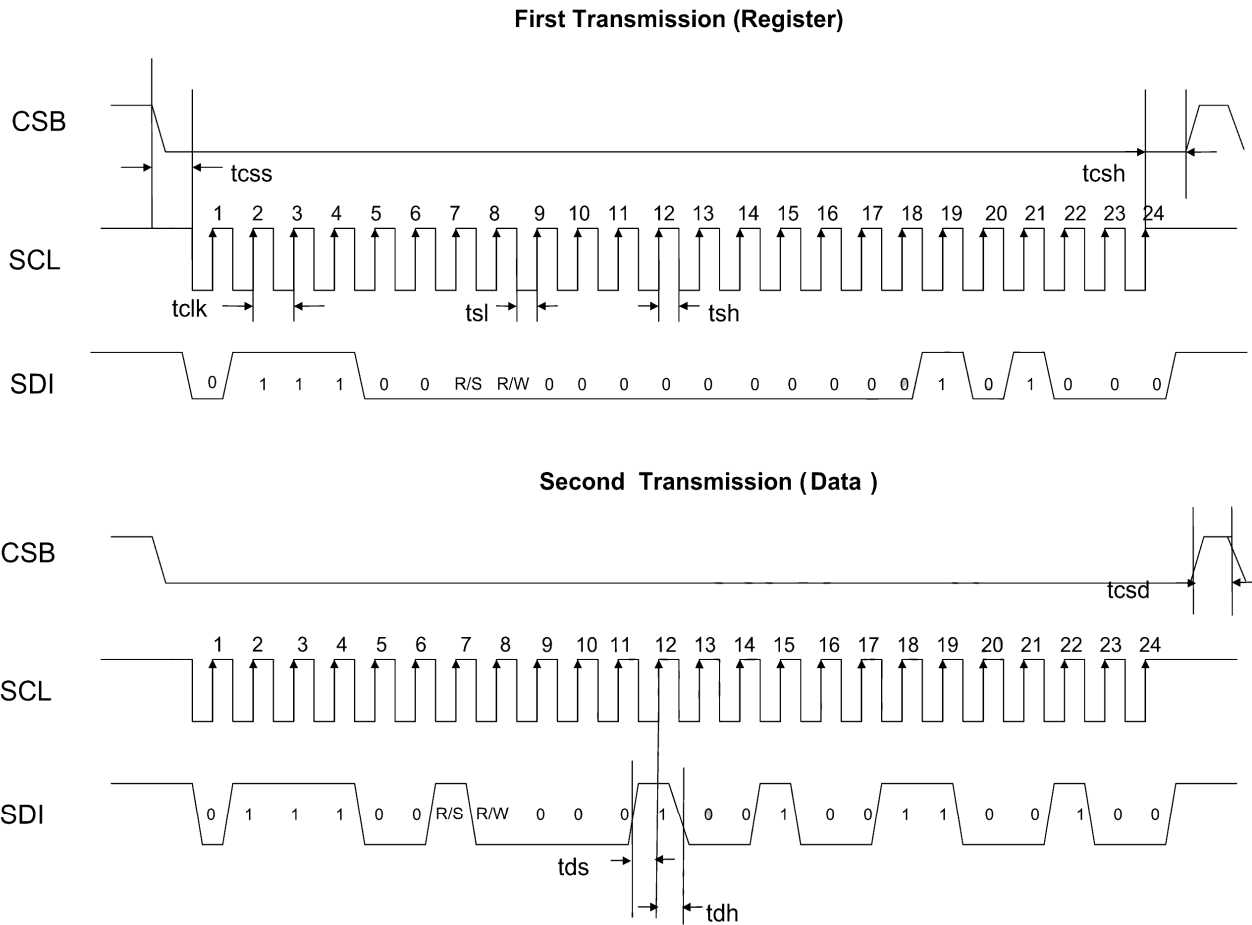 First Transmission (Register)
CSB
tcss
tcsh
1 2 3 4 5 6 7 8 9 10 11 12 13 14 15 16 17 18 19 20 21 22 23 24
SCL
tclk
tsl
tsh
SDI
0 1 1 1 0 0 R/S R/W 0 0 0 0 0 0 0 0 0 0 1 0 1 0 0 0
Second Transmission ( Data )
CSB
tcsd
1 2 3 4 5 6 7 8 9 10 11 12 13 14 15 16 17 18 19 20 21 22 23 24
SCL
SDI
0 1 1 1 0 0 R/S R/W 0 0 0 1 0 0 1 0 0 1 1 0 0 1 0 0
tds
tdh